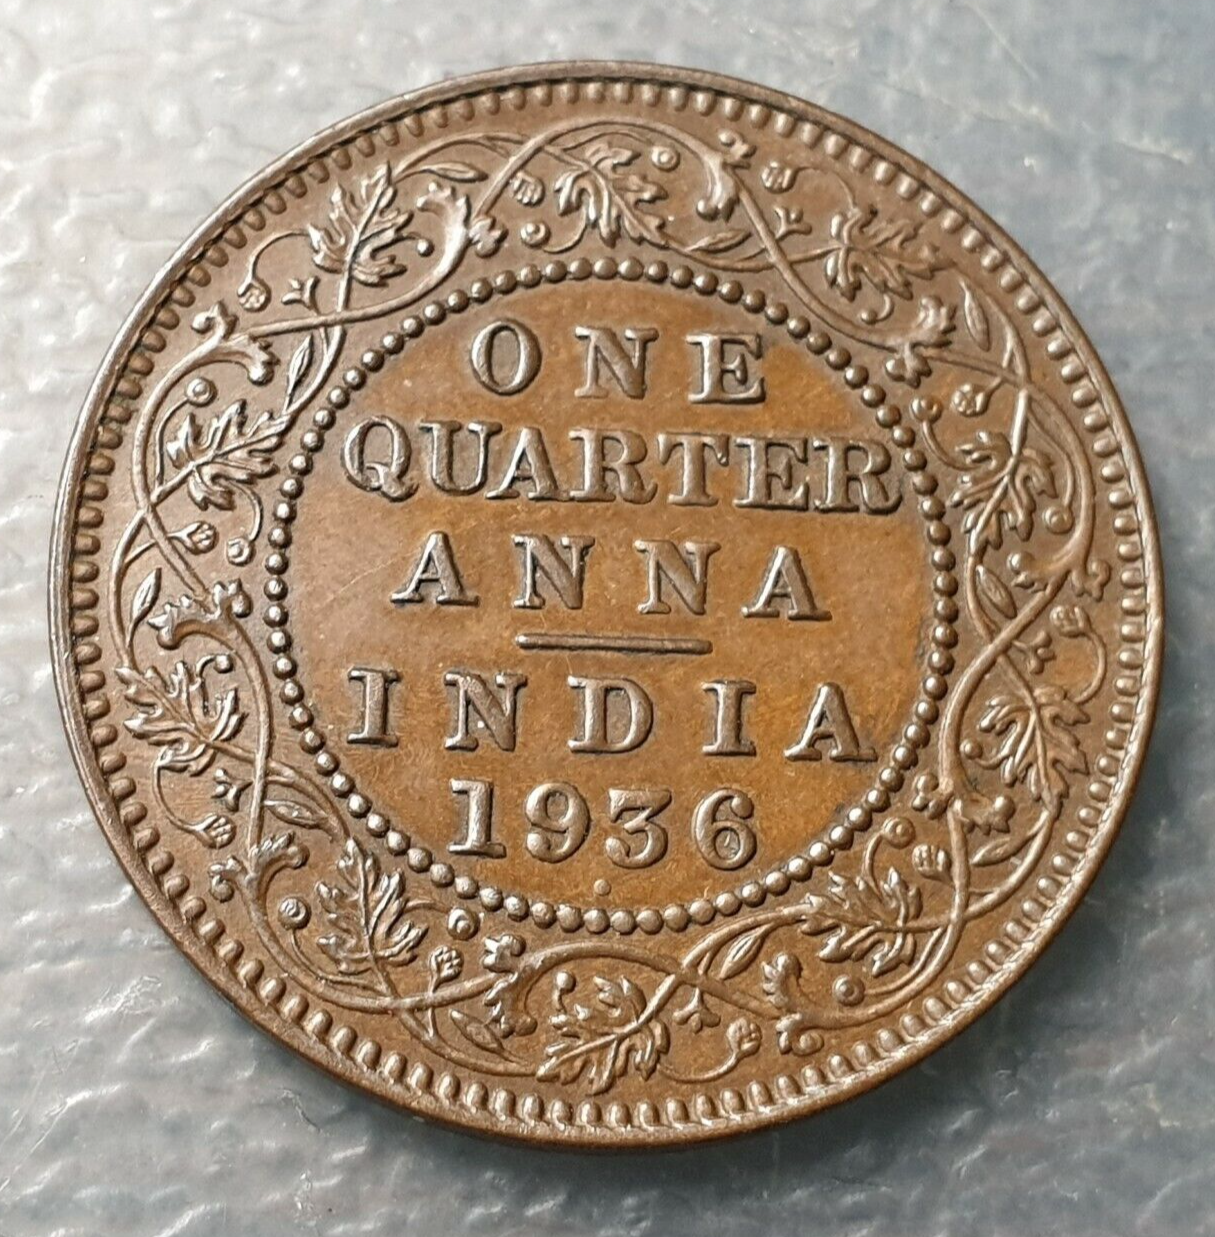 ONE
QUARTER
ANNA
INDIA
1936